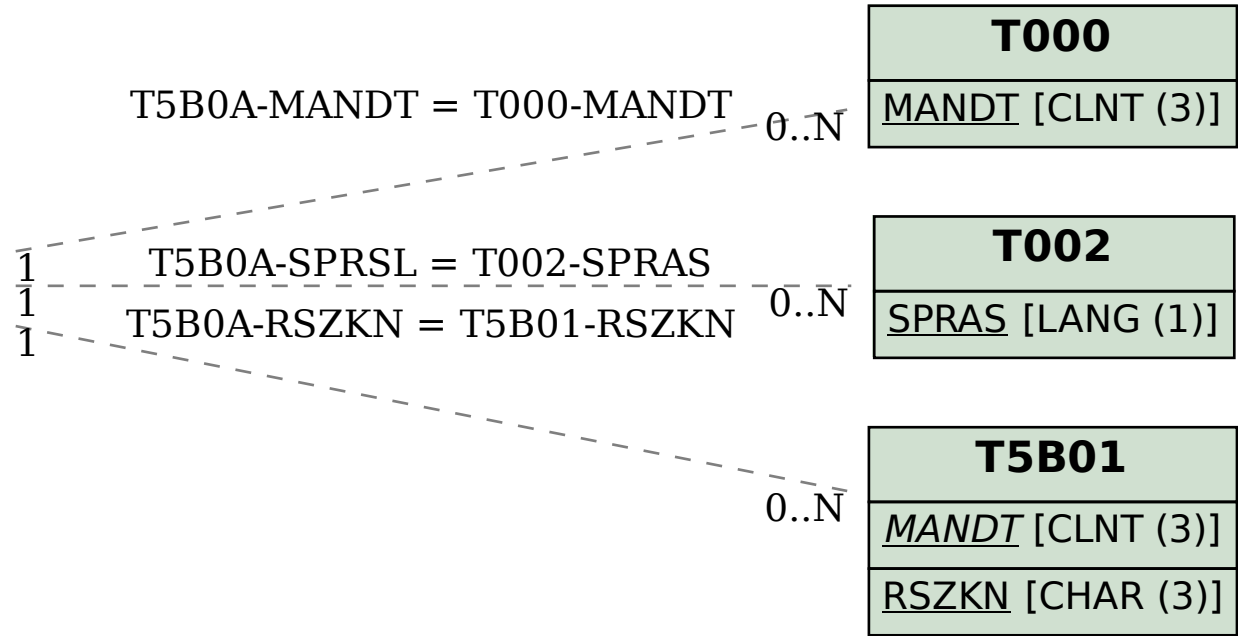 T000
MANDT [CLNT (3)]
T5B0A-MANDT = T000-MANDT
0..N
1
T5B0A-SPRSL = T002-SPRAS
1
0..N
T002
SPRAS [LANG (1)]
T5B0A-RSZKN = T5B01-RSZKN
1
0..N
T5B01
MANDT [CLNT (3)]
RSZKN [CHAR (3)]